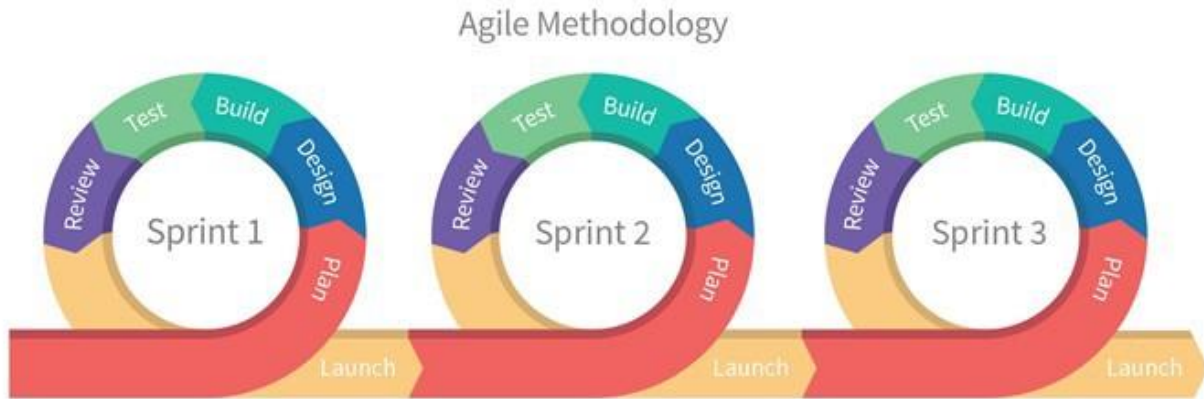 Agile Methodology
Test
Build
Review
Design
Sprint 1
Plan
Launch
Test
Build
Review
Design
Sprint 2
Plan
Launch
Test
Build
Review
Design
Sprint 3
Plan
Launch